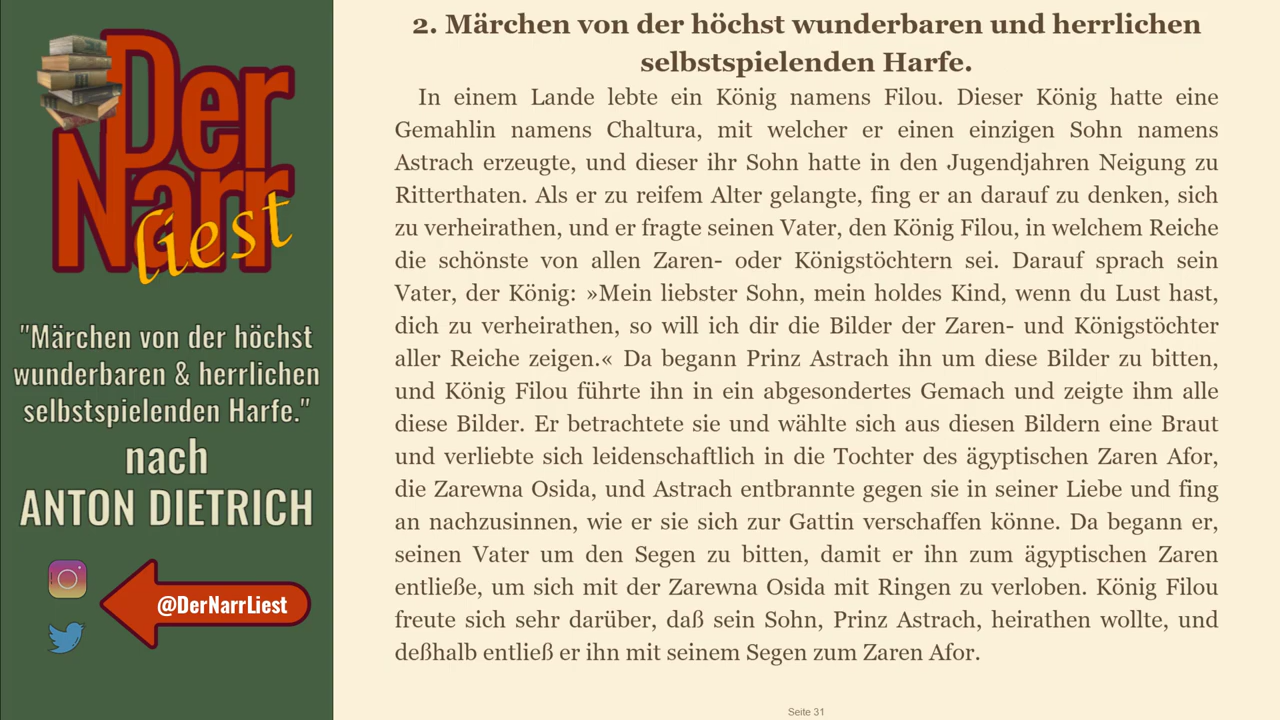 Der
Narr
liest
"Märchen von der höchst
wunderbaren & herrlichen
selbstspielenden Harfe."
nach
ANTON DIETRICH
@DerNarrLiest
2. Märchen von der höchst wunderbaren und herrlichen
selbstspielenden Harfe.
In einem Lande lebte ein König namens Filou. Dieser König hatte eine
Gemahlin namens Chaltura, mit welcher er einen einzigen Sohn namens
Astrach erzeugte, und dieser ihr Sohn hatte in den Jugendjahren Neigung zu
Ritterthaten. Als er zu reifem Alter gelangte, fing er an darauf zu denken, sich
zu verheirathen, und er fragte seinen Vater, den König Filou, in welchem Reiche
die schönste von allen Zaren- oder Königstöchtern sei. Darauf sprach sein
Vater, der König: »Mein liebster Sohn, mein holdes Kind, wenn du Lust hast,
dich zu verheirathen, so will ich dir die Bilder der Zaren- und Königstöchter
aller Reiche zeigen.« Da begann Prinz Astrach ihn um diese Bilder zu bitten,
und König Filou führte ihn in ein abgesondertes Gemach und zeigte ihm alle
diese Bilder. Er betrachtete sie und wählte sich aus diesen Bildern eine Braut
und verliebte sich leidenschaftlich in die Tochter des ägyptischen Zaren Afor,
die Zarewna Osida, und Astrach entbrannte gegen sie in seiner Liebe und fing
an nachzusinnen, wie er sie sich zur Gattin verschaffen könne. Da begann er,
seinen Vater um den Segen zu bitten, damit er ihn zum ägyptischen Zaren
entließe, um sich mit der Zarewna Osida mit Ringen zu verloben. König Filou
freute sich sehr darüber, daß sein Sohn, Prinz Astrach, heirathen wollte, und
deßhalb entließ er ihn mit seinem Segen zum Zaren Afor.
Seite 31